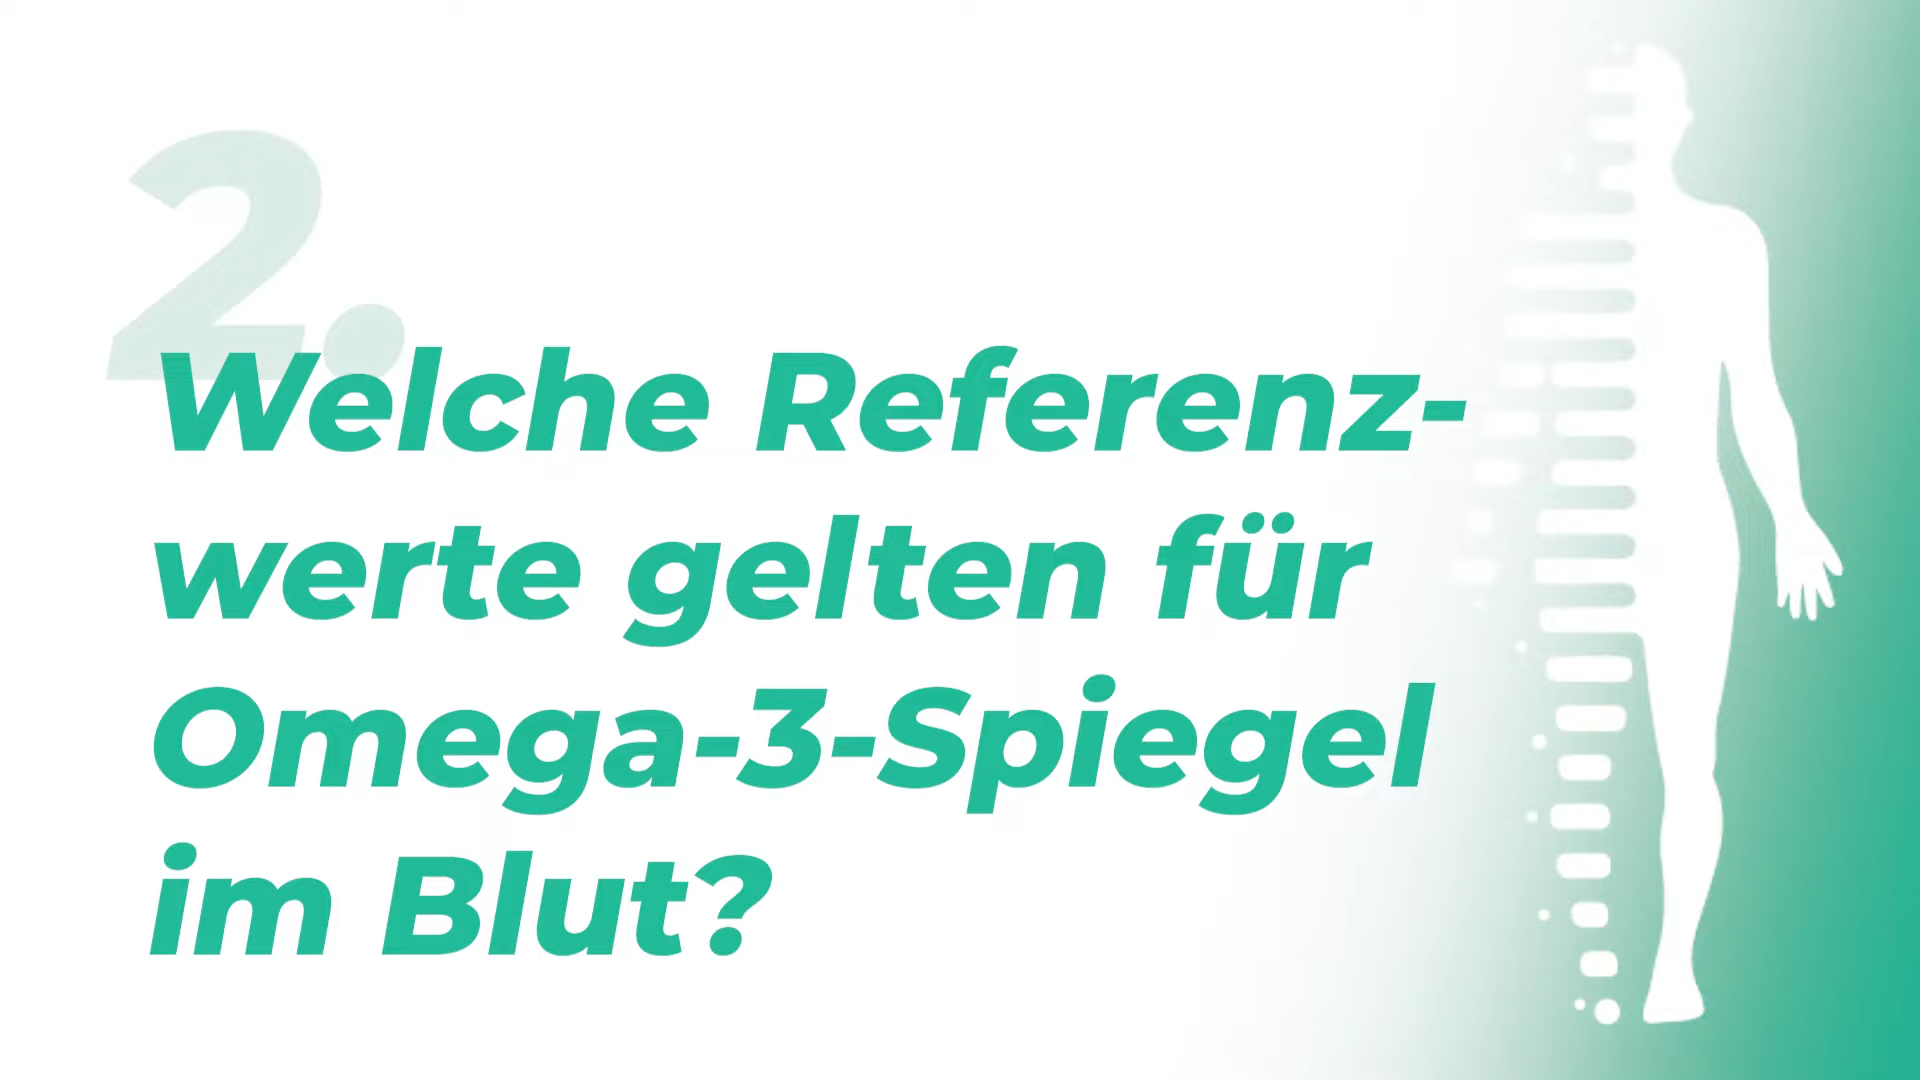 2.
Welche Referenz-
werte gelten für
Omega-3-Spiegel
im Blut?